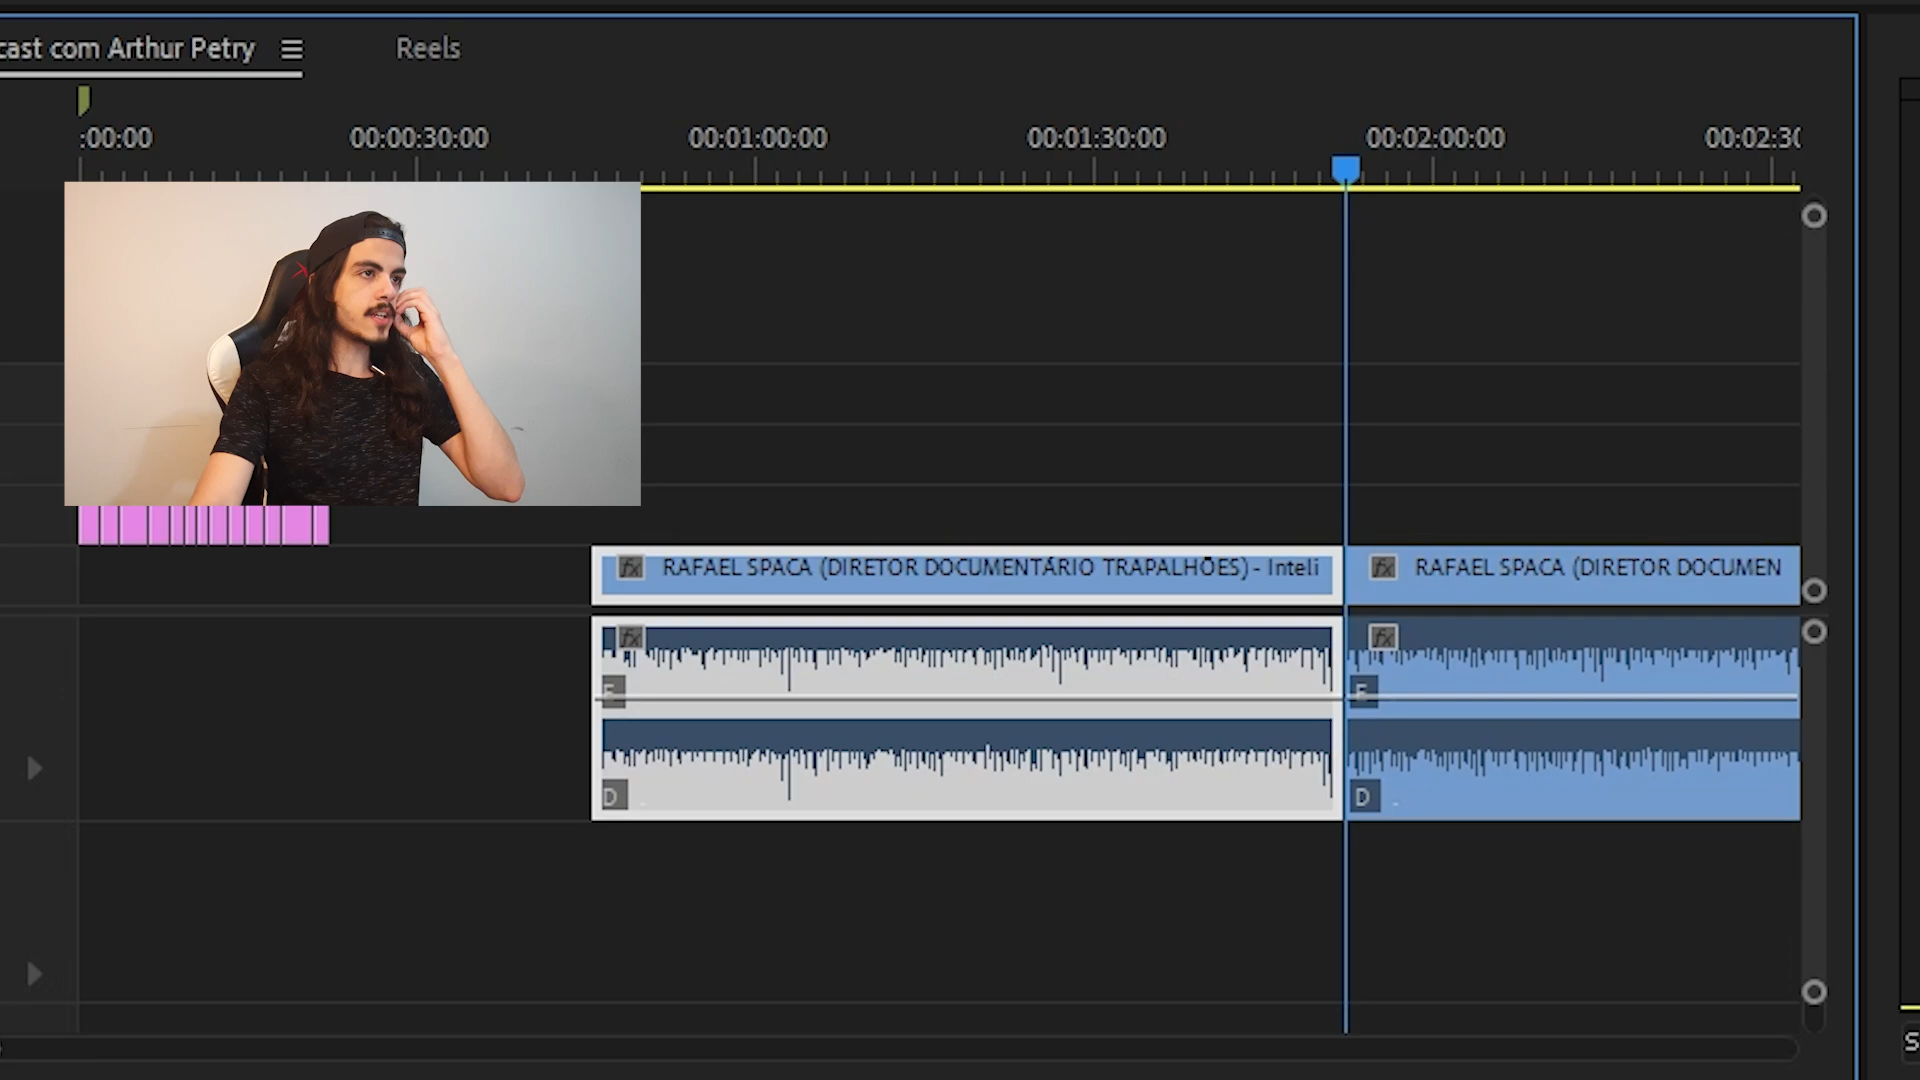 cast com Arthur Petry
Reels
:00:00 00:00:30:00 00:01:00:00 00:01:30:00 00:02:00:00 00:02:30
fx RAFAEL SPACA (DIRETOR DOCUMENTÁRIO TRAPALHÕES) - Inteli
fx RAFAEL SPACA (DIRETOR DOCUMEN
fx fx
E E
D D
S